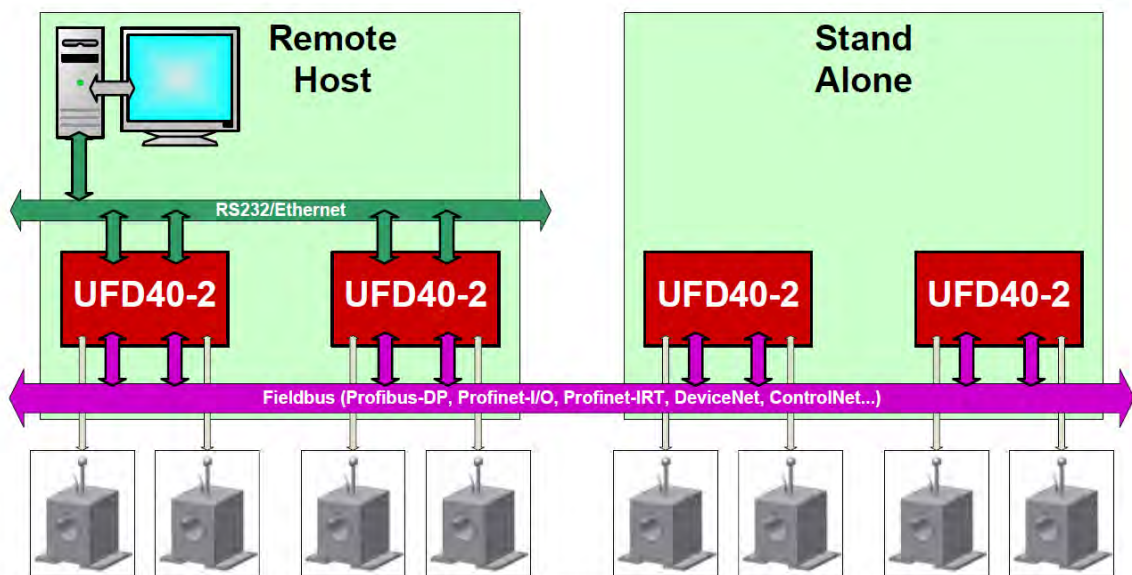 Remote
Host
Stand
Alone
RS232/Ethernet
UFD40-2
UFD40-2
UFD40-2
UFD40-2
Fieldbus (Profibus-DP, Profinet-I/O, Profinet-IRT, DeviceNet, ControlNet...)